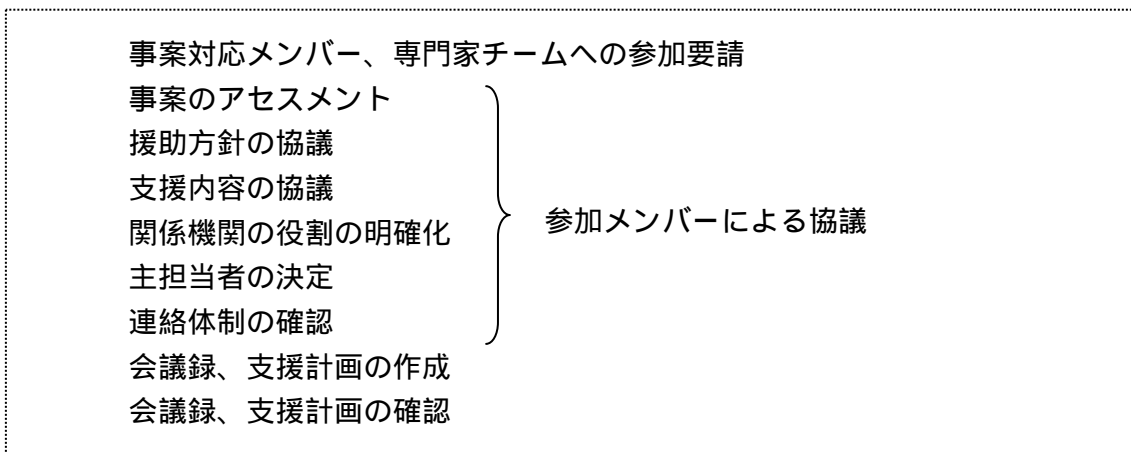 事案対応メンバー、専門家チームへの参加要請
事案のアセスメント
援助方針の協議
支援内容の協議
関係機関の役割の明確化
参加メンバーによる協議
主担当者の決定
連絡体制の確認
会議録、支援計画の作成
会議録、支援計画の確認